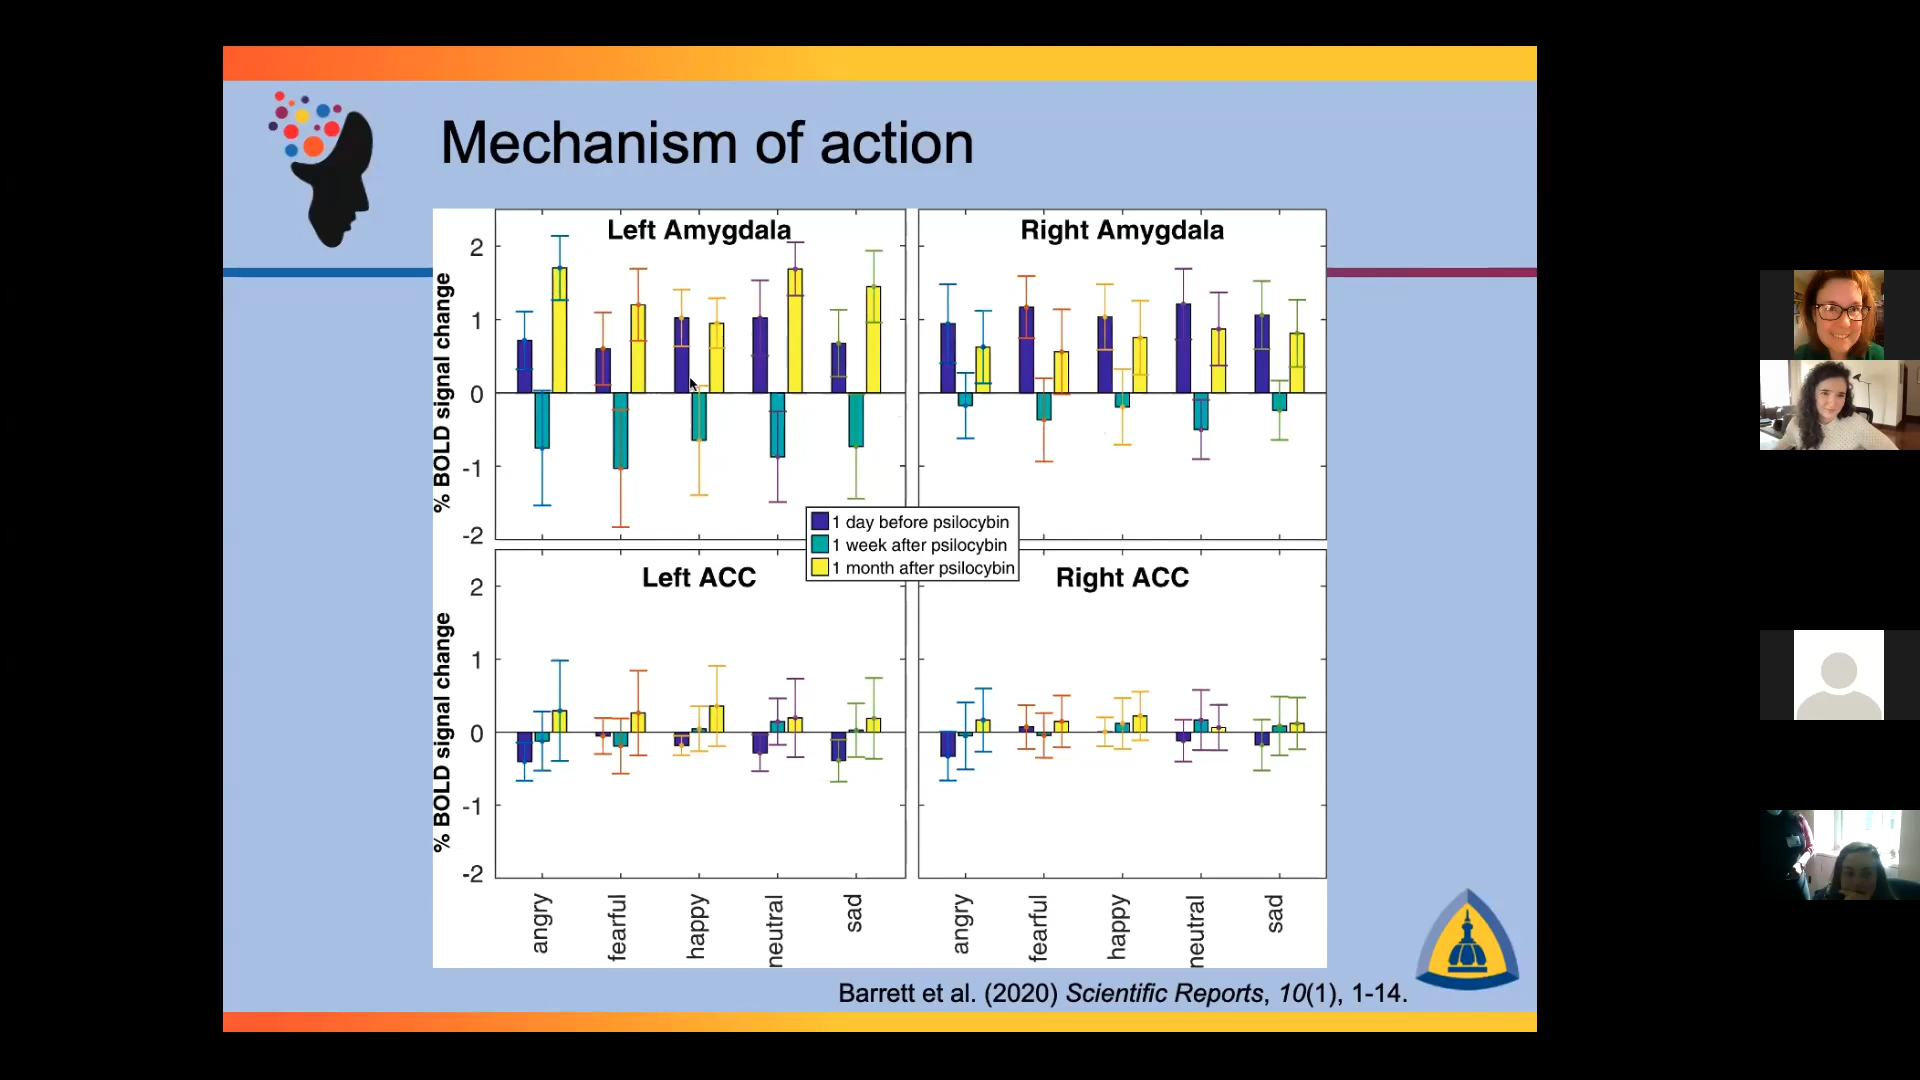 Mechanism of action
Left Amygdala
Right Amygdala
% BOLD signal change
2
1
0
-1
-2
1 day before psilocybin
1 week after psilocybin
1 month after psilocybin
Left ACC
Right ACC
% BOLD signal change
2
1
0
-1
-2
angry
fearful
happy
neutral
sad
angry
fearful
happy
neutral
sad
Barrett et al. (2020) Scientific Reports, 10(1), 1-14.